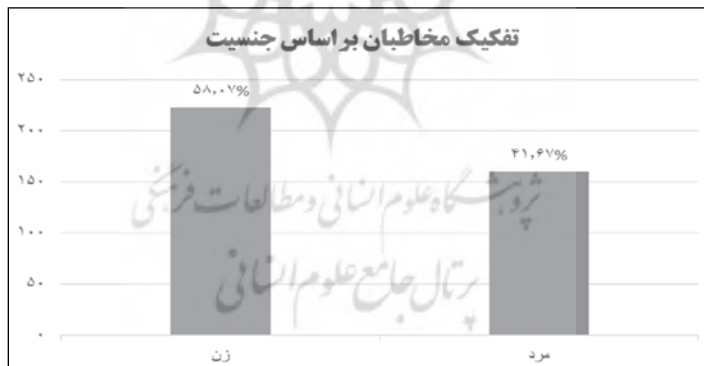 تفکیک مخاطبان بر اساس جنسیت
۲۵۰
۲۰۰
۱۵۰
۱۰۰
۵۰
۰
۵۸,۰۷%
۴۱,۶۷%
زن
مرد
پژوهشگاه علوم انسانی و مطالعات فرهنگی
پرتال جامع علوم انسانی